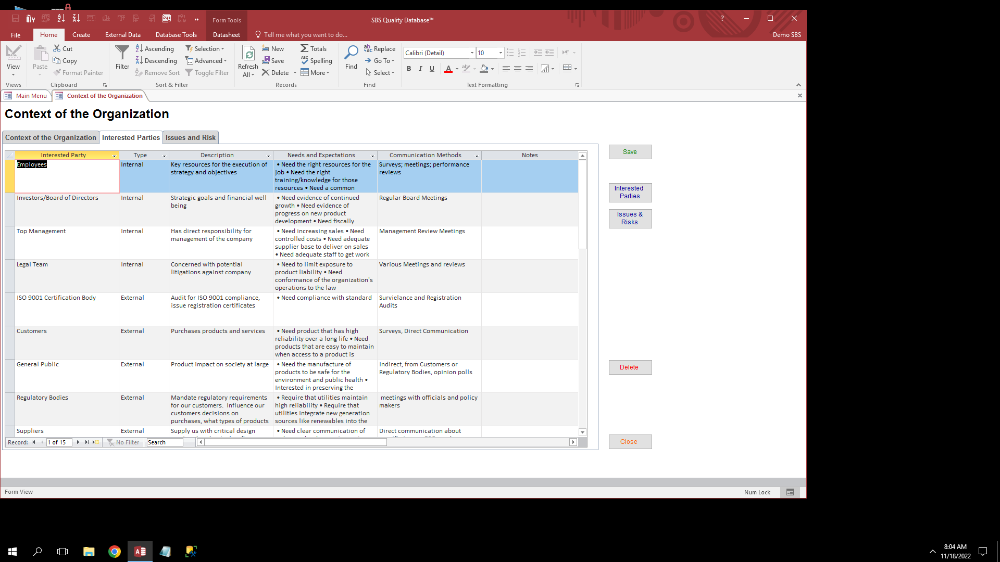 Form Tools
SBS Quality Database™
?
File
Home
Create
External Data
Database Tools
Datasheet
Tell me what you want to do...
Demo SBS
View
Paste
Cut
Copy
Format Painter
Filter
Ascending
Descending
Remove Sort
Selection
Advanced
Toggle Filter
Refresh
All
New
Save
Delete
Totals
Spelling
More
Find
Replace
Go To
Select
Calibri (Detail)
10
B I U
Views
Clipboard
Sort & Filter
Records
Find
Text Formatting
Main Menu
Context of the Organization
Context of the Organization
Context of the Organization
Interested Parties
Issues and Risk
Interested Party
Type
Description
Needs and Expectations
Communication Methods
Notes
Employees
Internal
Key resources for the execution of
strategy and objectives
• Need the right resources for the
job • Need the right
training/knowledge for those
resources • Need a common
Surveys; meetings; performance
reviews
Investors/Board of Directors
Internal
Strategic goals and financial well
being
• Need evidence of continued
growth • Need evidence of
progress on new product
development • Need fiscally
Regular Board Meetings
Top Management
Internal
Has direct responsibility for
management of the company
• Need increasing sales • Need
controlled costs • Need adequate
supplier base to deliver on sales
• Need adequate staff to get work
Management Review Meetings
Legal Team
Internal
Concerned with potential
litigations against company
• Need to limit exposure to
product liability • Need
conformance of the organization's
operations to the law
Various Meetings and reviews
ISO 9001 Certification Body
External
Audit for ISO 9001 compliance,
issue registration certificates
• Need compliance with standard
Survielance and Registration
Audits
Customers
External
Purchases products and services
• Need product that has high
reliability over a long life • Need
products that are easy to maintain
when access to a product is
Surveys, Direct Communication
General Public
External
Product impact on society at large
• Need the manufacture of
products to be safe for the
environment and public health •
Interested in preserving the
Indirect, from Customers or
Regulatory Bodies, opinion polls
Regulatory Bodies
External
Mandate regulatory requirements
for our customers. Influence our
customers decisions on
purchases, what types of products
• Require that utilities maintain
high reliability • Require that
utilities integrate new generation
sources like renewables into the
meetings with officials and policy
makers
Suppliers
External
Supply us with critical design
• Need clear communication of
Direct communication about
Record:
1 of 15
No Filter
Search
Save
Interested
Parties
Issues &
Risks
Delete
Close
Form View
Num Lock
8:04 AM
11/18/2022